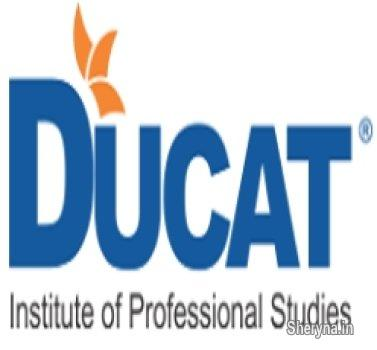 DUCAT®
Institute of Professional Studies
Sheryna.in